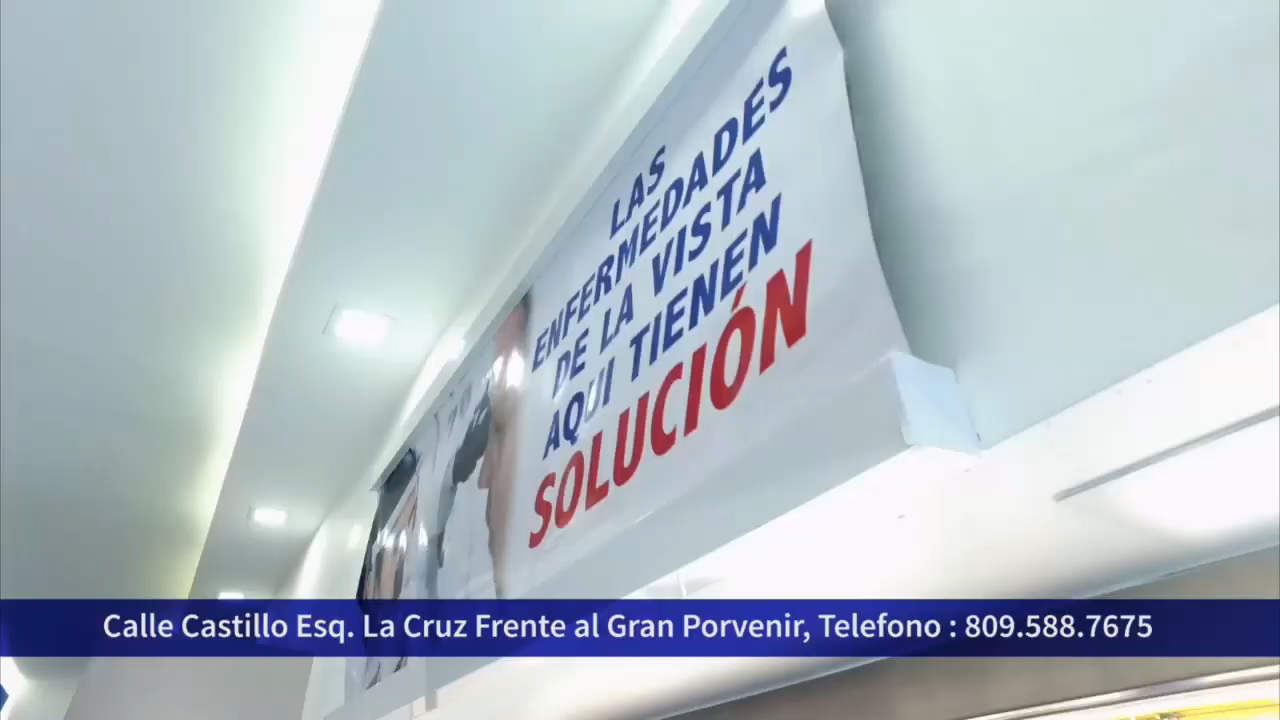 LAS
ENFERMEDADES
DE LA VISTA
AQUI TIENEN
SOLUCIÓN
Calle Castillo Esq. La Cruz Frente al Gran Porvenir, Telefono : 809.588.7675